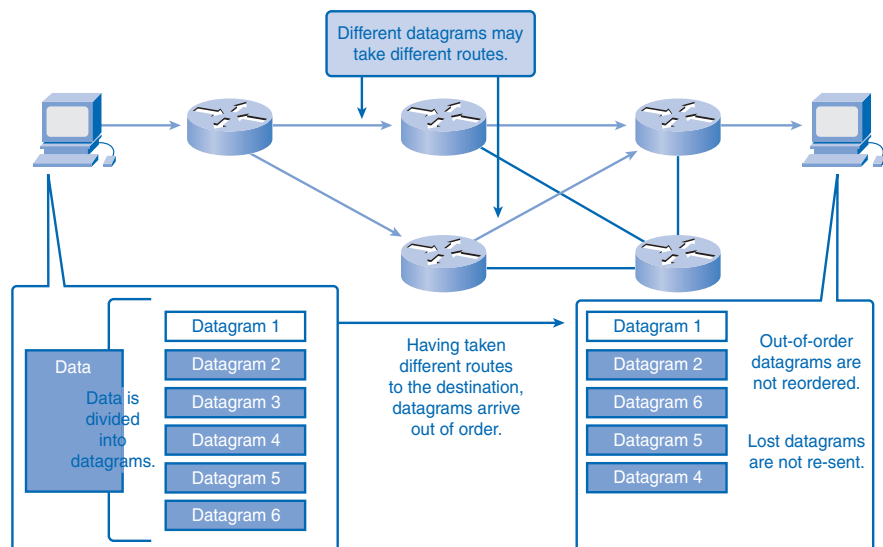 Different datagrams may
take different routes.
Data
Data is
divided
into
datagrams.
Datagram 1
Datagram 2
Datagram 3
Datagram 4
Datagram 5
Datagram 6
Having taken
different routes
to the destination,
datagrams arrive
out of order.
Datagram 1
Datagram 2
Datagram 6
Datagram 5
Datagram 4
Out-of-order
datagrams are
not reordered.
Lost datagrams
are not re-sent.